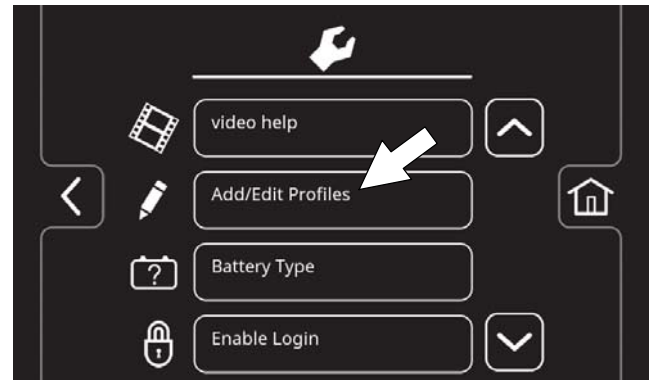 video help
Add/Edit Profiles
?
Battery Type
Enable Login